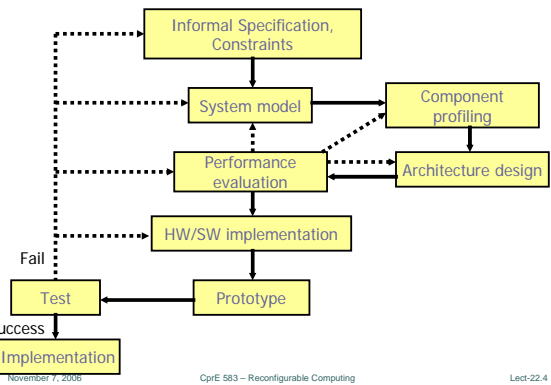 Informal Specification,
Constraints
System model
Component
profiling
Performance
evaluation
Architecture design
HW/SW implementation
Fail
Test
Prototype
uccess
Implementation
November 7, 2006
CprE 583 – Reconfigurable Computing
Lect-22.4